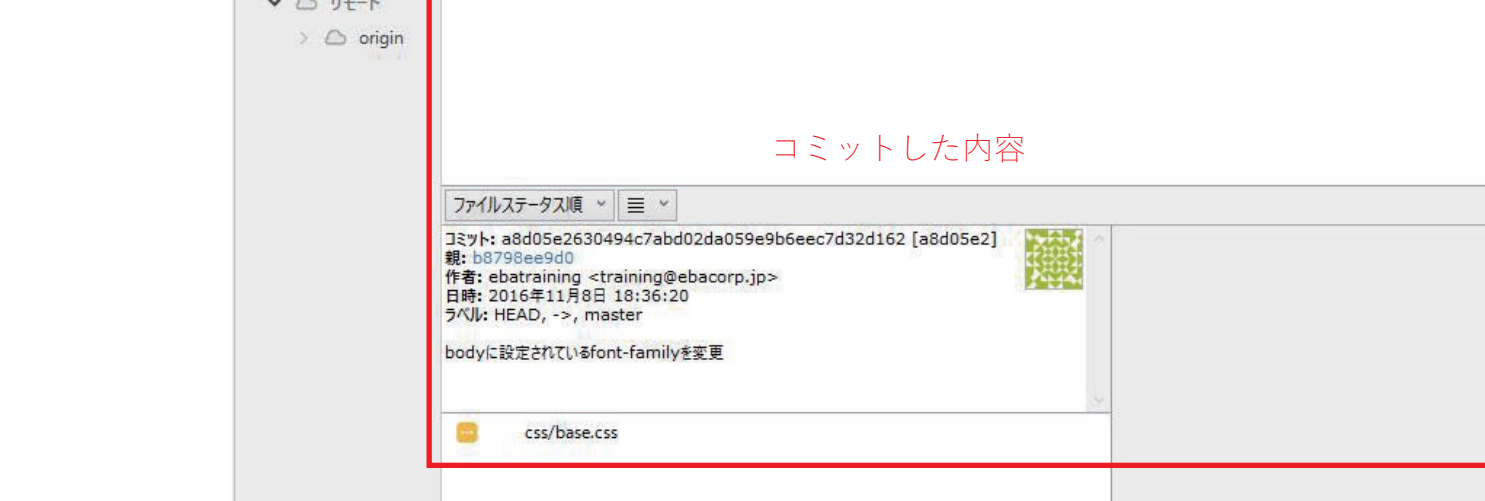 リモート
origin
コミットした内容
ファイルステータス順
コミット: a8d05e2630494c7abd02da059e9b6eec7d32d162 [a8d05e2]
親: b8798ee9d0
作者: ebatraining <training@ebacorp.jp>
日時: 2016年11月8日 18:36:20
ラベル: HEAD, ->, master
bodyに設定されているfont-familyを変更
css/base.css